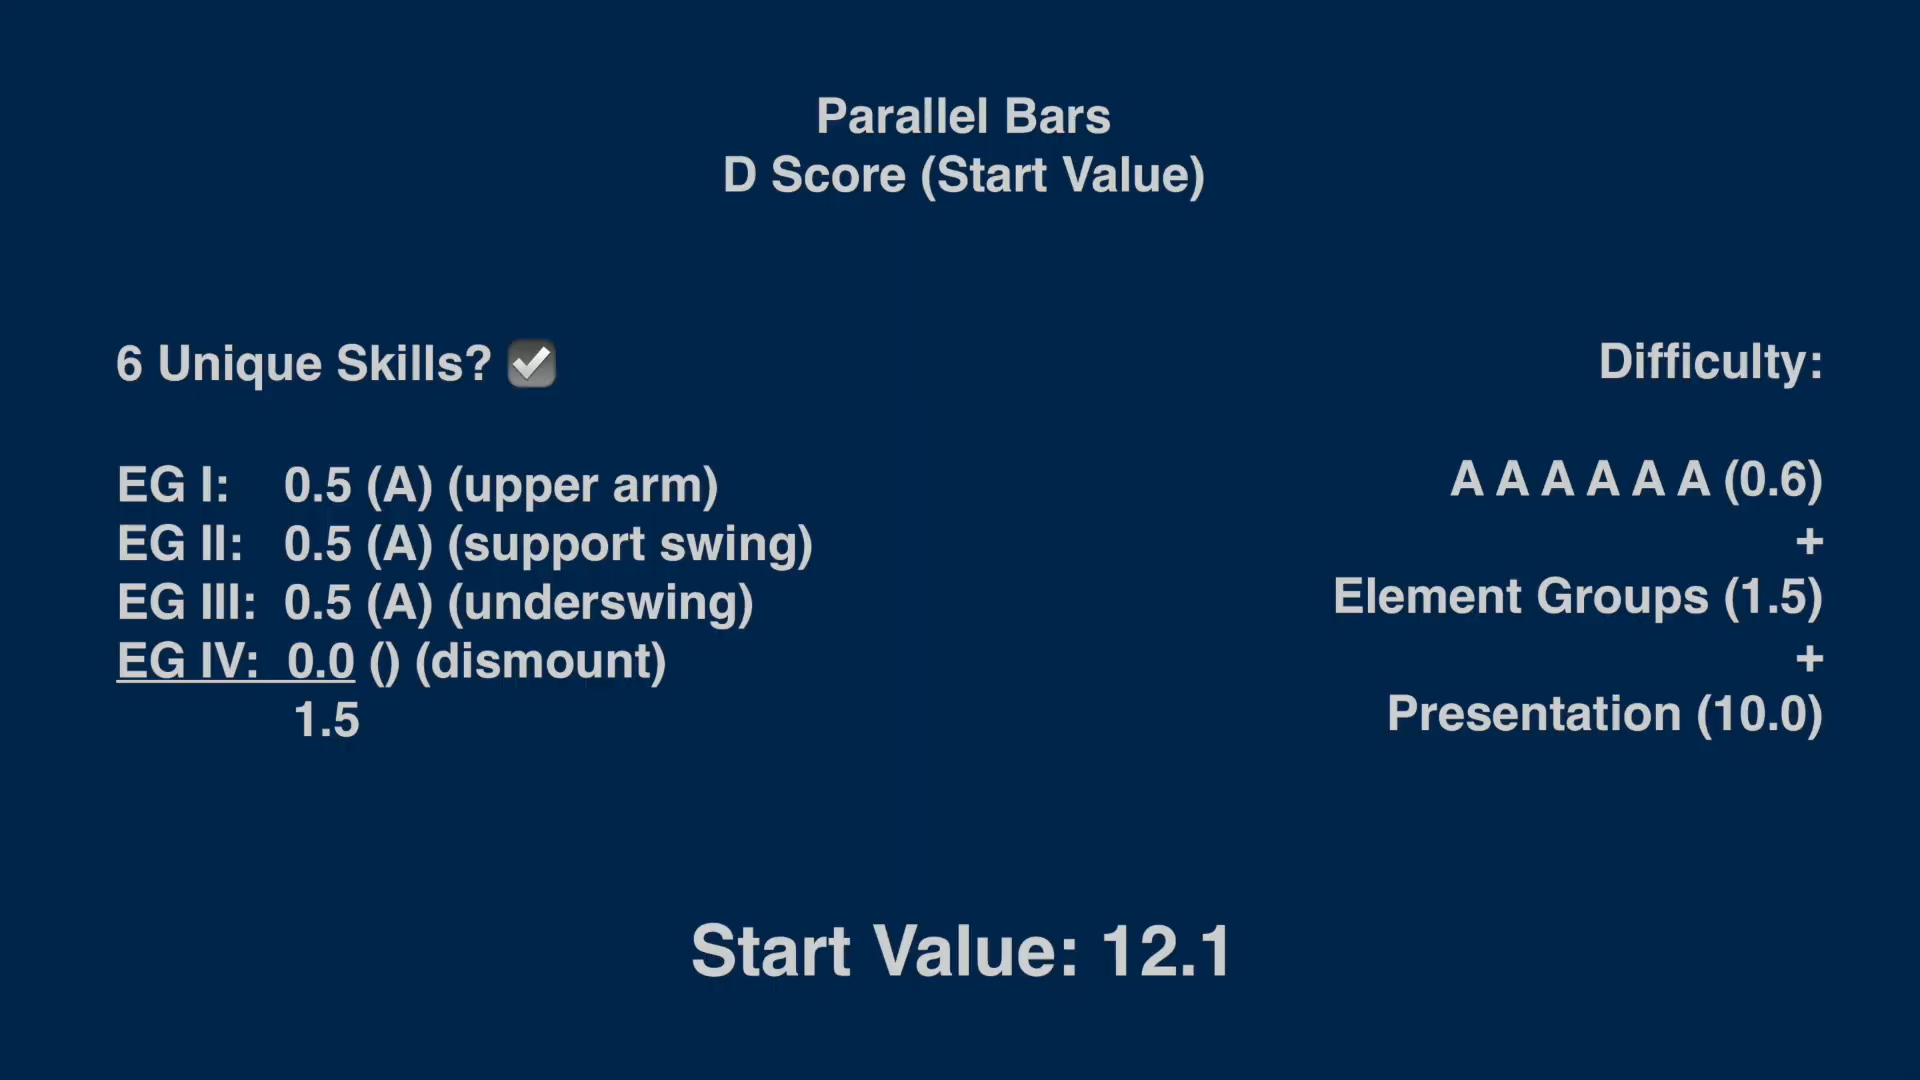 Parallel Bars
D Score (Start Value)
6 Unique Skills?
EG I: 0.5 (A) (upper arm)
EG II: 0.5 (A) (support swing)
EG III: 0.5 (A) (underswing)
EG IV: 0.0 () (dismount)
1.5
Difficulty:
A A A A A A (0.6)
+
Element Groups (1.5)
+
Presentation (10.0)
Start Value: 12.1